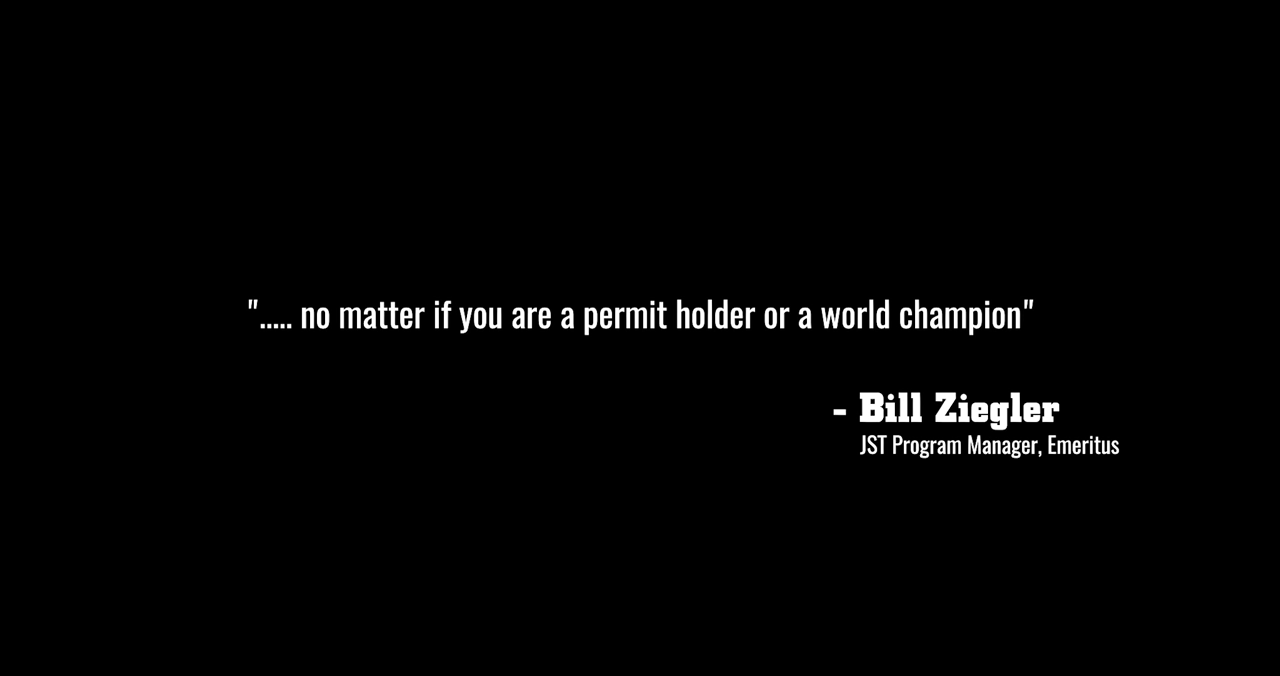 "..... no matter if you are a permit holder or a world champion"
- Bill Ziegler
JST Program Manager, Emeritus